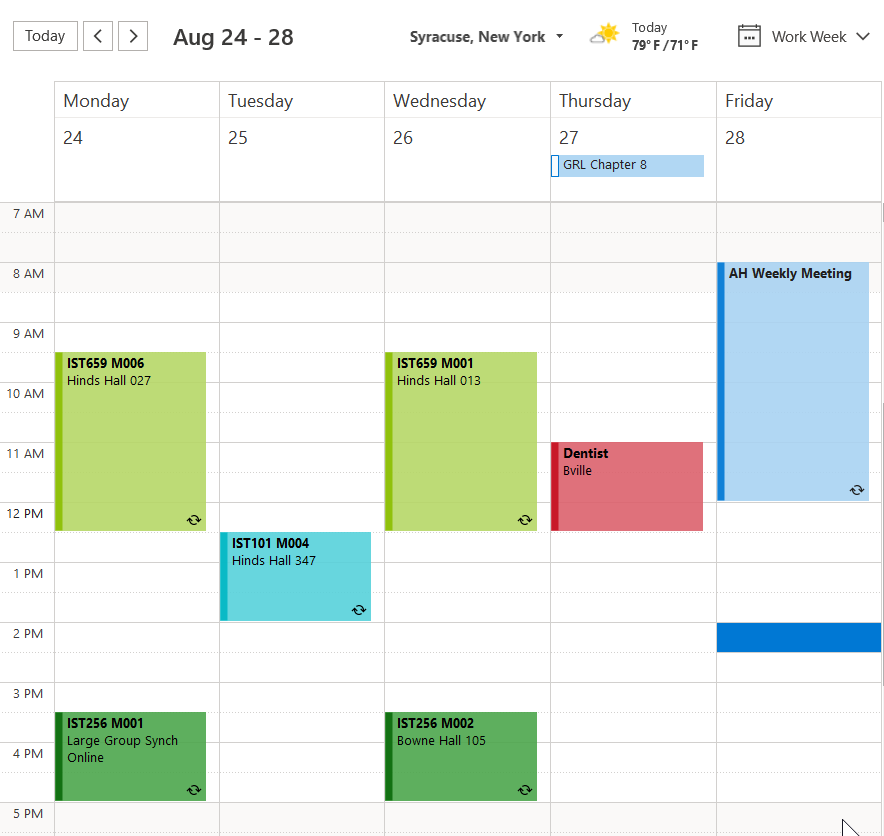 Today
Aug 24 - 28
Syracuse, New York
Today
79° F / 71° F
Work Week
Monday
Tuesday
Wednesday
Thursday
Friday
24
25
26
27
28
GRL Chapter 8
7 AM
8 AM
AH Weekly Meeting
9 AM
IST659 M006
Hinds Hall 027
IST659 M001
Hinds Hall 013
10 AM
11 AM
Dentist
Bville
12 PM
IST101 M004
Hinds Hall 347
1 PM
2 PM
3 PM
IST256 M001
Large Group Synch
Online
IST256 M002
Bowne Hall 105
4 PM
5 PM